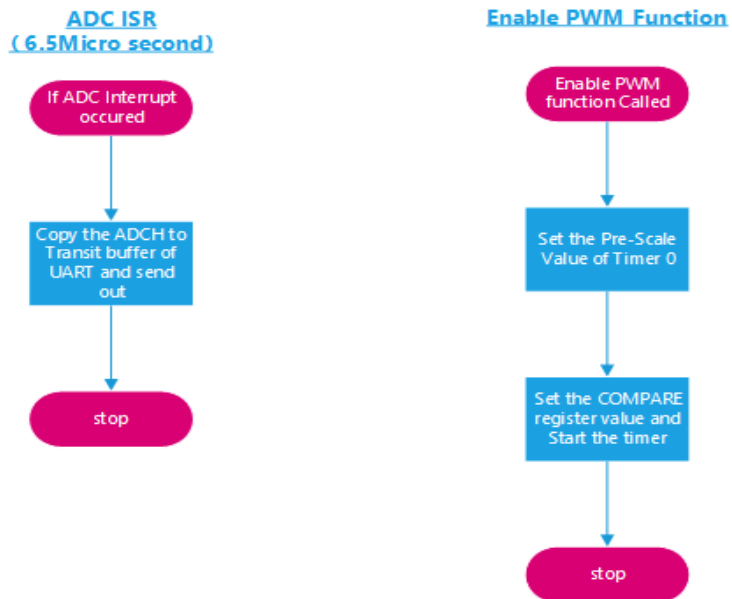 ADC ISR
( 6.5Micro second)
If ADC Interrupt
occured
Copy the ADCH to
Transit buffer of
UART and send
out
stop
Enable PWM Function
Enable PWM
function Called
Set the Pre-Scale
Value of Timer 0
Set the COMPARE
register value and
Start the timer
stop